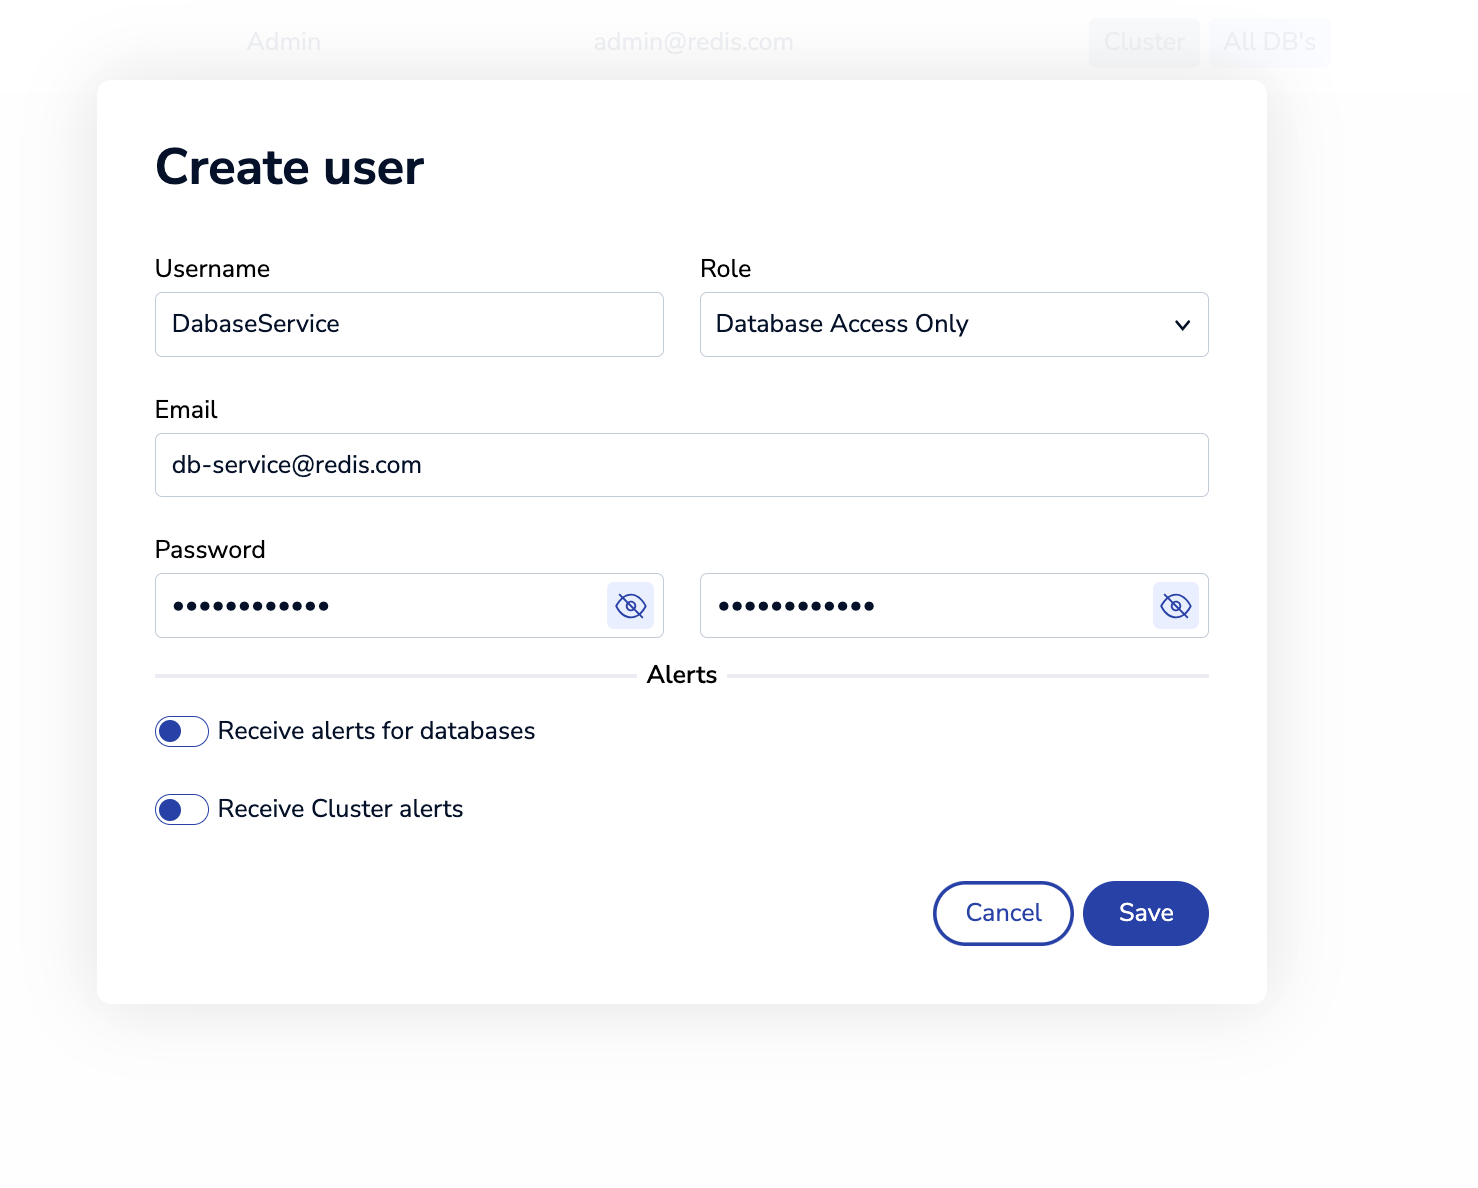 Admin admin@redis.com Cluster All DB's
Create user
Username Role
DabaseService Database Access Only
Email
db-service@redis.com
Password
•••••••••••• ••••••••••••
Alerts
Receive alerts for databases
Receive Cluster alerts
Cancel Save